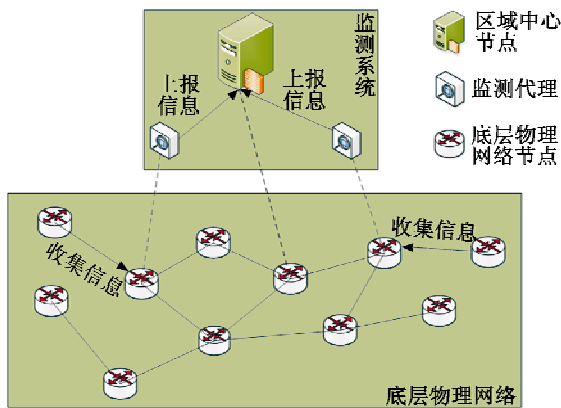 监测系统
上报
信息
上报
信息
区域中心
节点
监测代理
底层物理
网络节点
收集信息
收集信息
底层物理网络